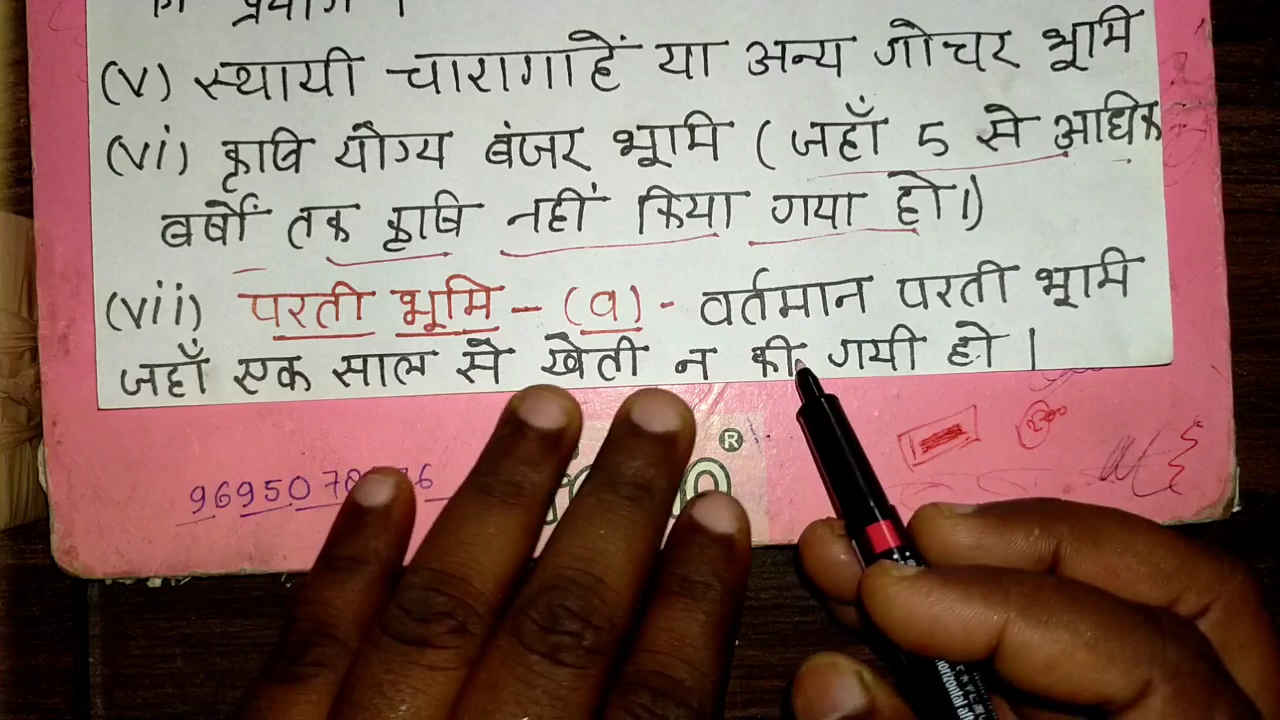 का प्रयोग ।
(v) स्थायी चारागाहें या अन्य गोचर भूमि
(vi) कृषि योग्य बंजर भूमि (जहाँ 5 से अधिक
वर्षों तक कृषि नहीं किया गया हो।)
(vii) परती भूमि – (a) - वर्तमान परती भूमि
जहाँ एक साल से खेती न की गयी हो ।
®